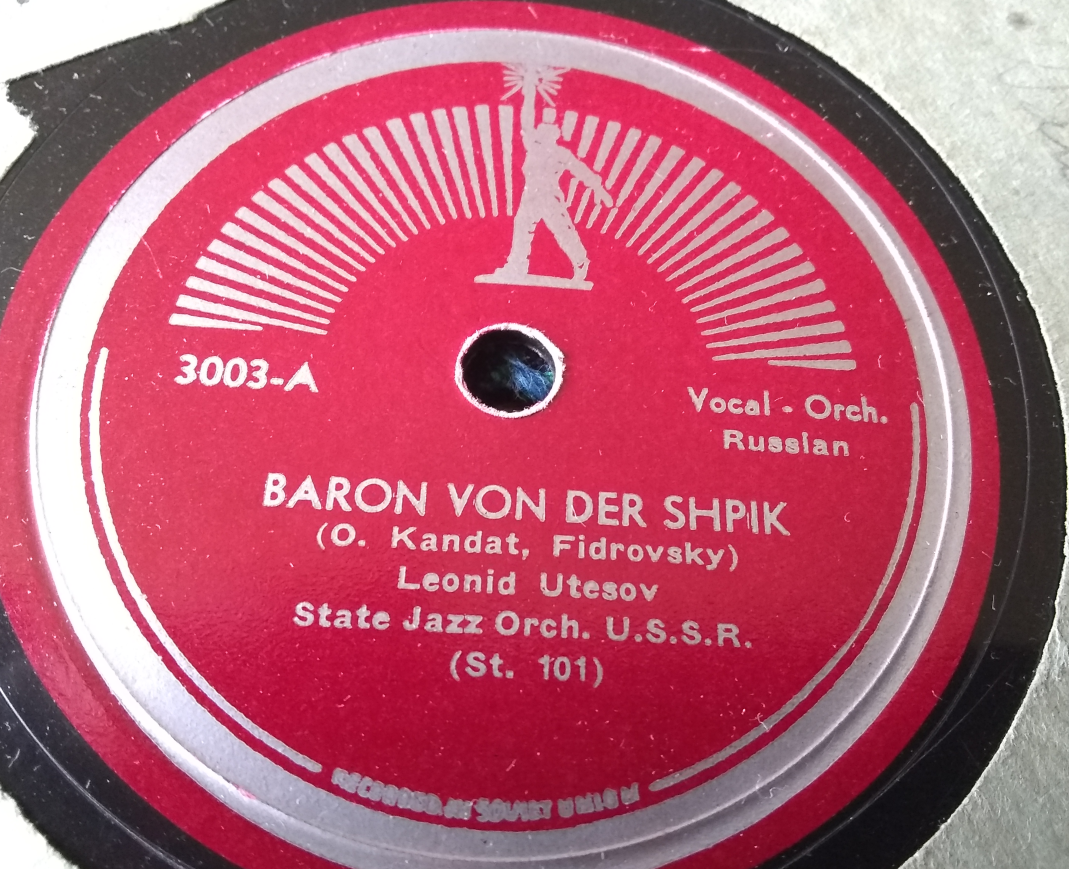 3003-A
Vocal - Orch.
Russian
BARON VON DER SHPIK
(O. Kandat, Fidrovsky)
Leonid Utesov
State Jazz Orch. U.S.S.R.
(St. 101)